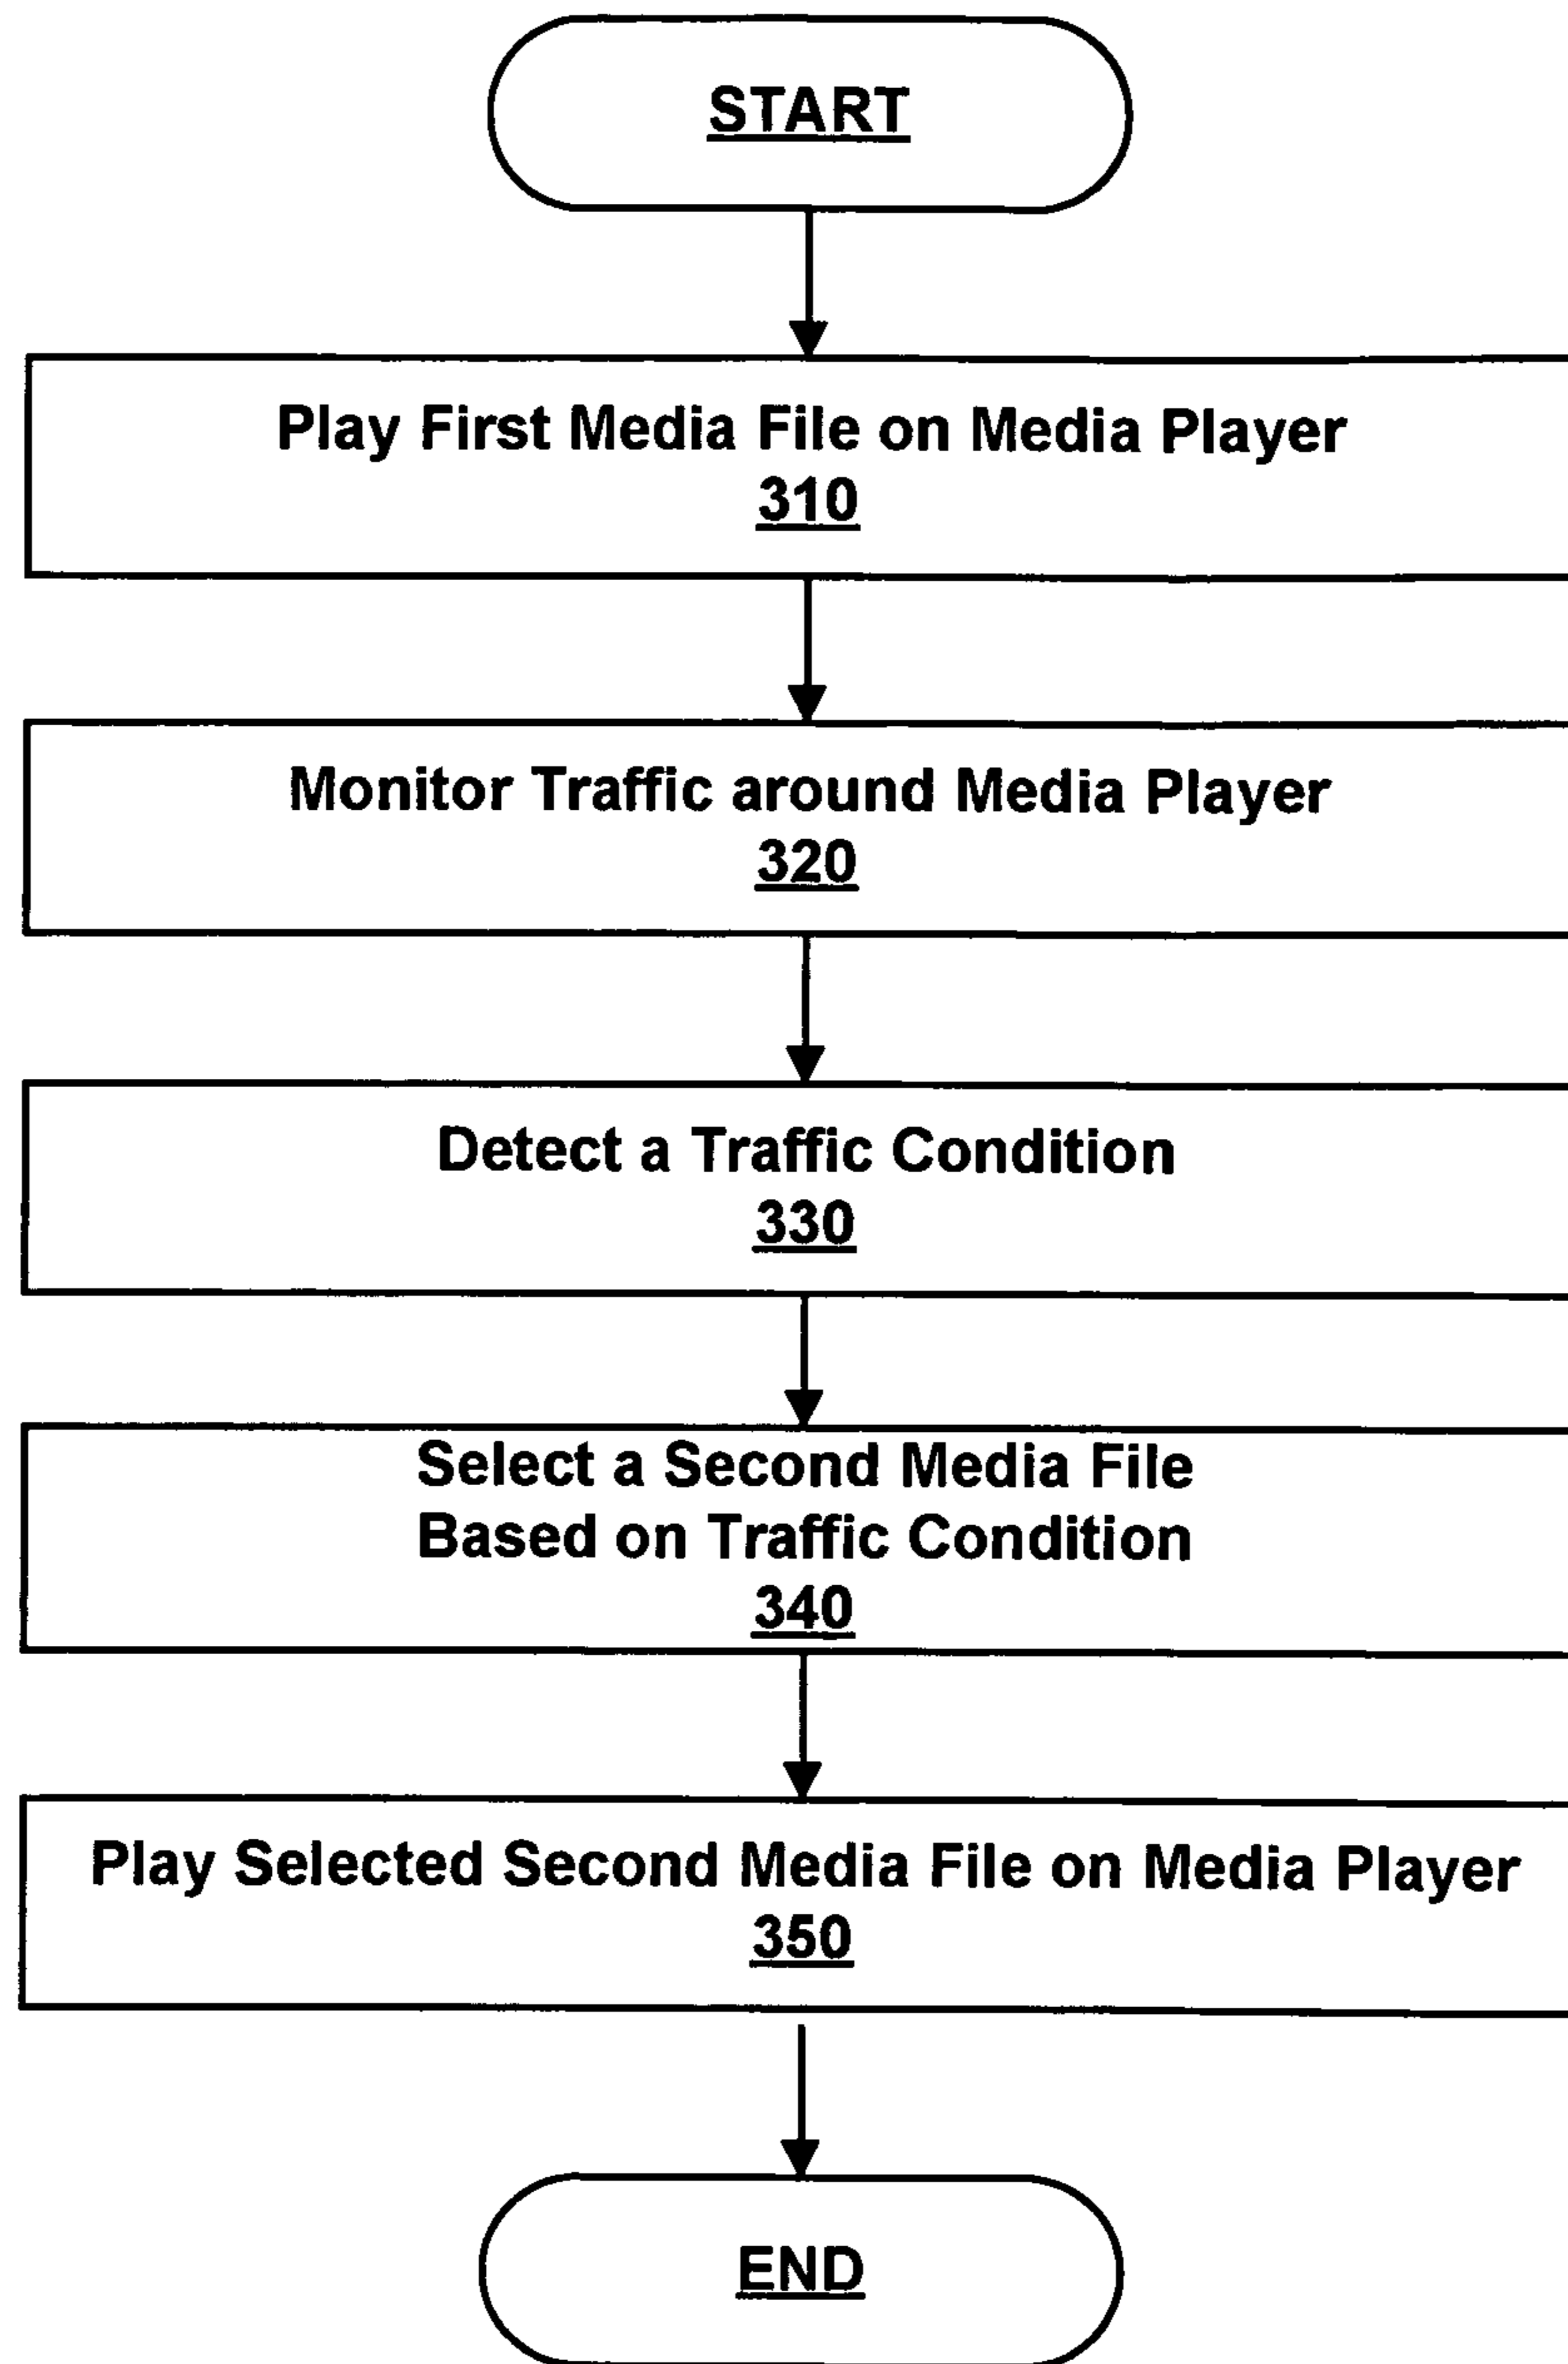 START
Play First Media File on Media Player
310
Monitor Traffic around Media Player
320
Detect a Traffic Condition
330
Select a Second Media File
Based on Traffic Condition
340
Play Selected Second Media File on Media Player
350
END